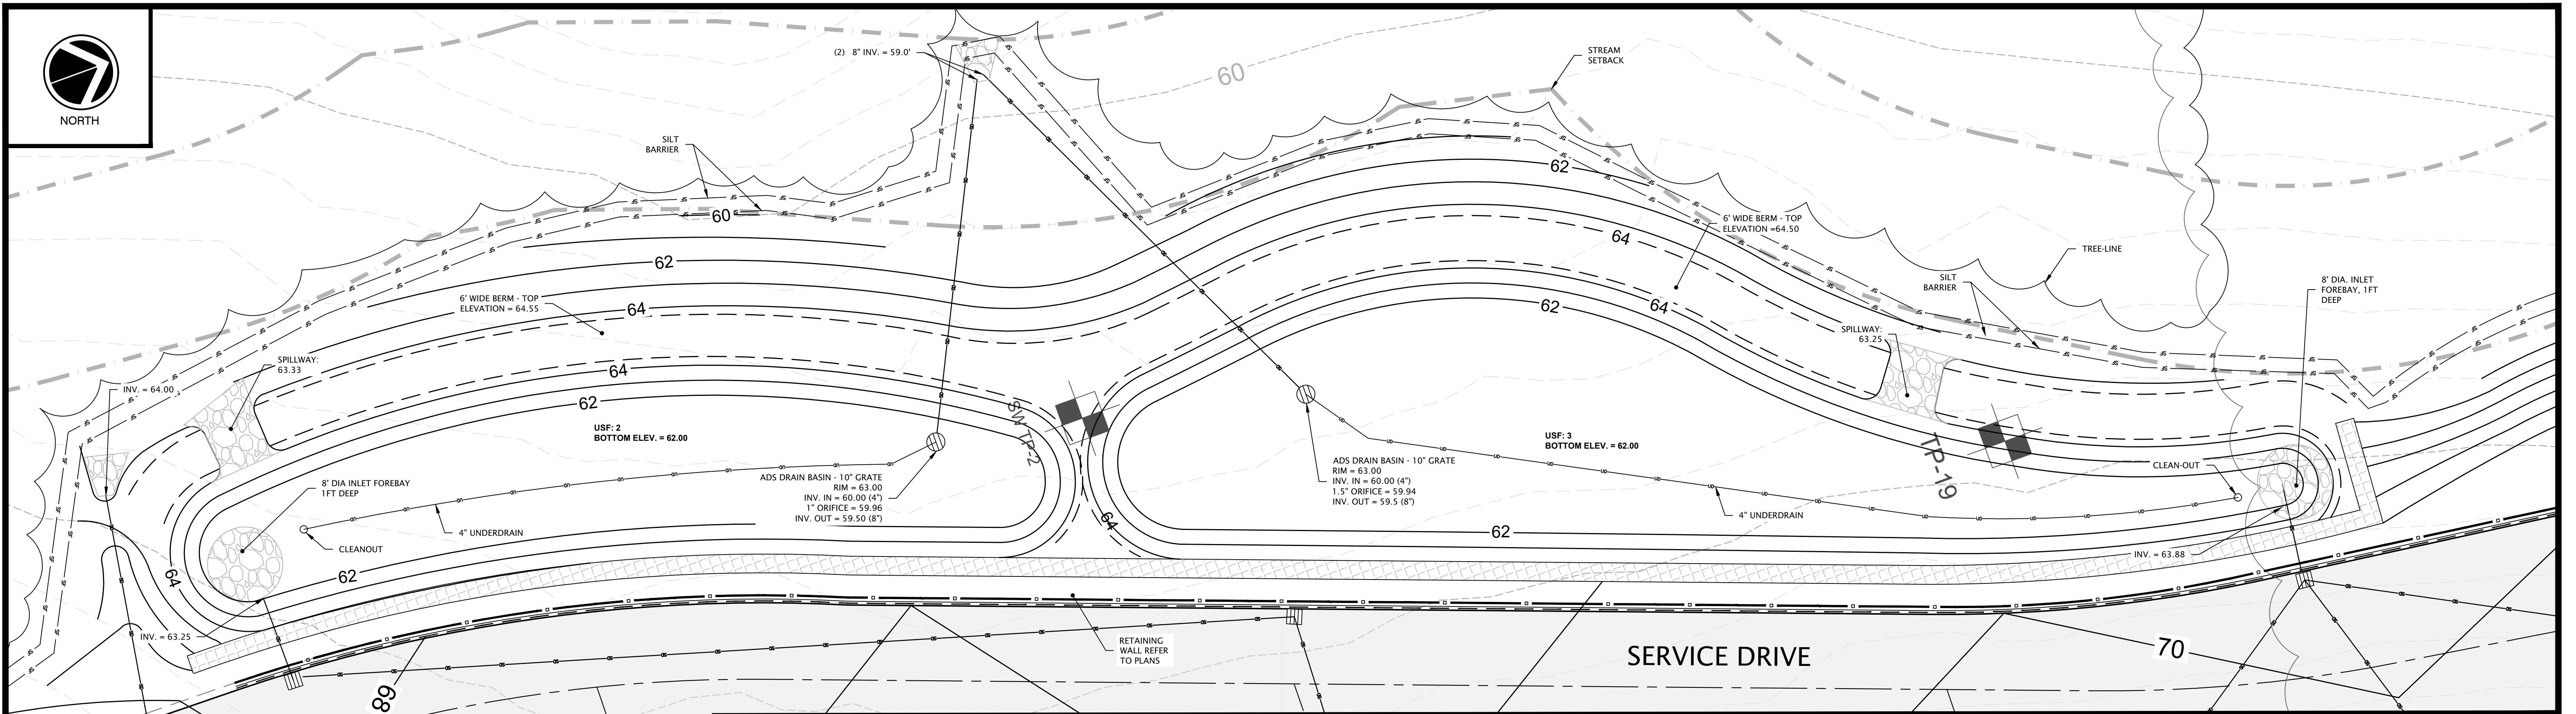 NORTH
(2) 8" INV. = 59.0'
60
STREAM
SETBACK
SILT
BARRIER
60
62
62
64
6' WIDE BERM - TOP
ELEVATION = 64.55
64
6' WIDE BERM - TOP
ELEVATION =64.50
64
TREE-LINE
SILT
BARRIER
8' DIA. INLET
FOREBAY, 1FT
DEEP
SPILLWAY:
63.33
INV. = 64.00
64
62
64
62
SPILLWAY:
63.25
USF: 2
BOTTOM ELEV. = 62.00
SW TP-2
USF: 3
BOTTOM ELEV. = 62.00
TP-19
CLEAN-OUT
ADS DRAIN BASIN - 10" GRATE
RIM = 63.00
INV. IN = 60.00 (4")
1" ORIFICE = 59.96
INV. OUT = 59.50 (8")
ADS DRAIN BASIN - 10" GRATE
RIM = 63.00
INV. IN = 60.00 (4")
1.5" ORIFICE = 59.94
INV. OUT = 59.5 (8")
8' DIA INLET FOREBAY
1FT DEEP
4" UNDERDRAIN
4" UNDERDRAIN
CLEANOUT
64
62
62
64
INV. = 63.88
INV. = 63.25
RETAINING
WALL REFER
TO PLANS
SERVICE DRIVE
70
68